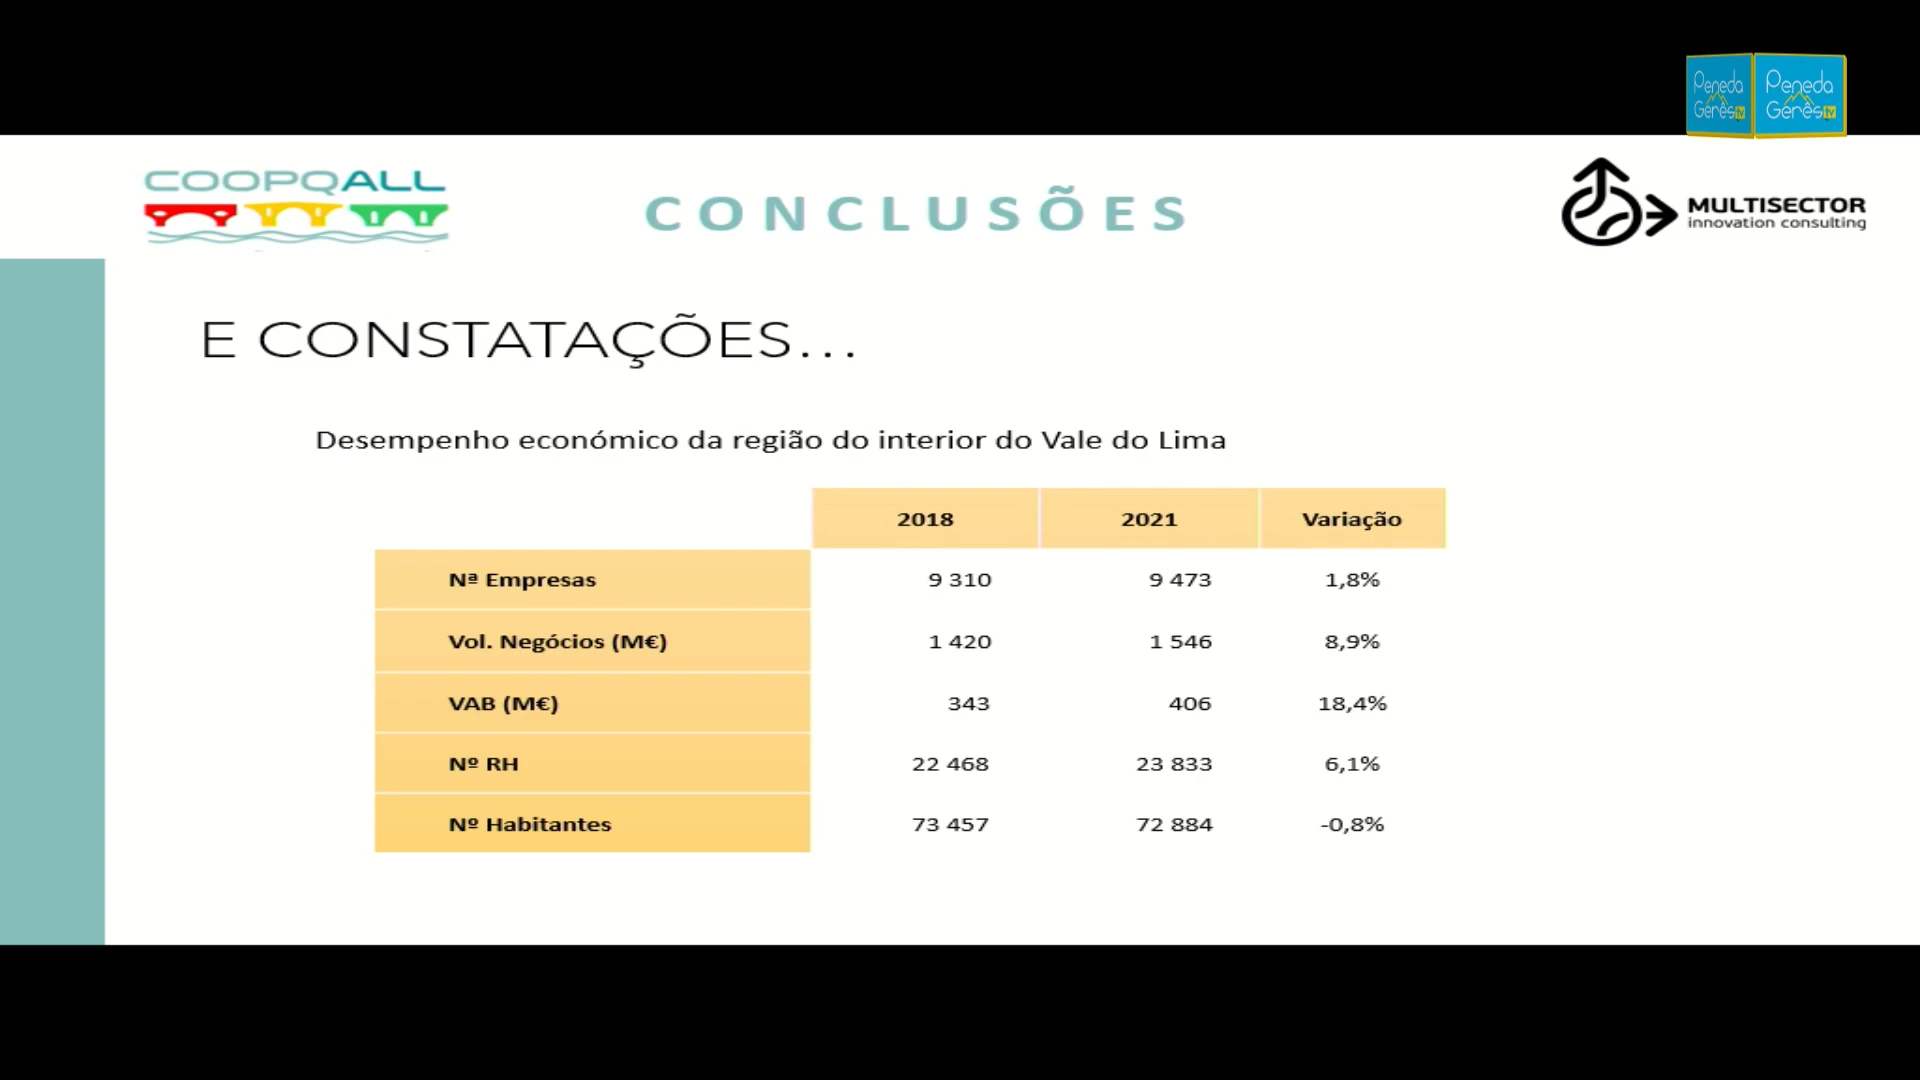 Peneda
Gerês tv
Peneda
Gerês tv
COOPQALL
CONCLUSÕES
MULTISECTOR
innovation consulting
E CONSTATAÇÕES...
Desempenho económico da região do interior do Vale do Lima
2018 2021 Variação
Nª Empresas 9 310 9 473 1,8%
Vol. Negócios (M€) 1 420 1 546 8,9%
VAB (M€) 343 406 18,4%
Nº RH 22 468 23 833 6,1%
Nº Habitantes 73 457 72 884 -0,8%